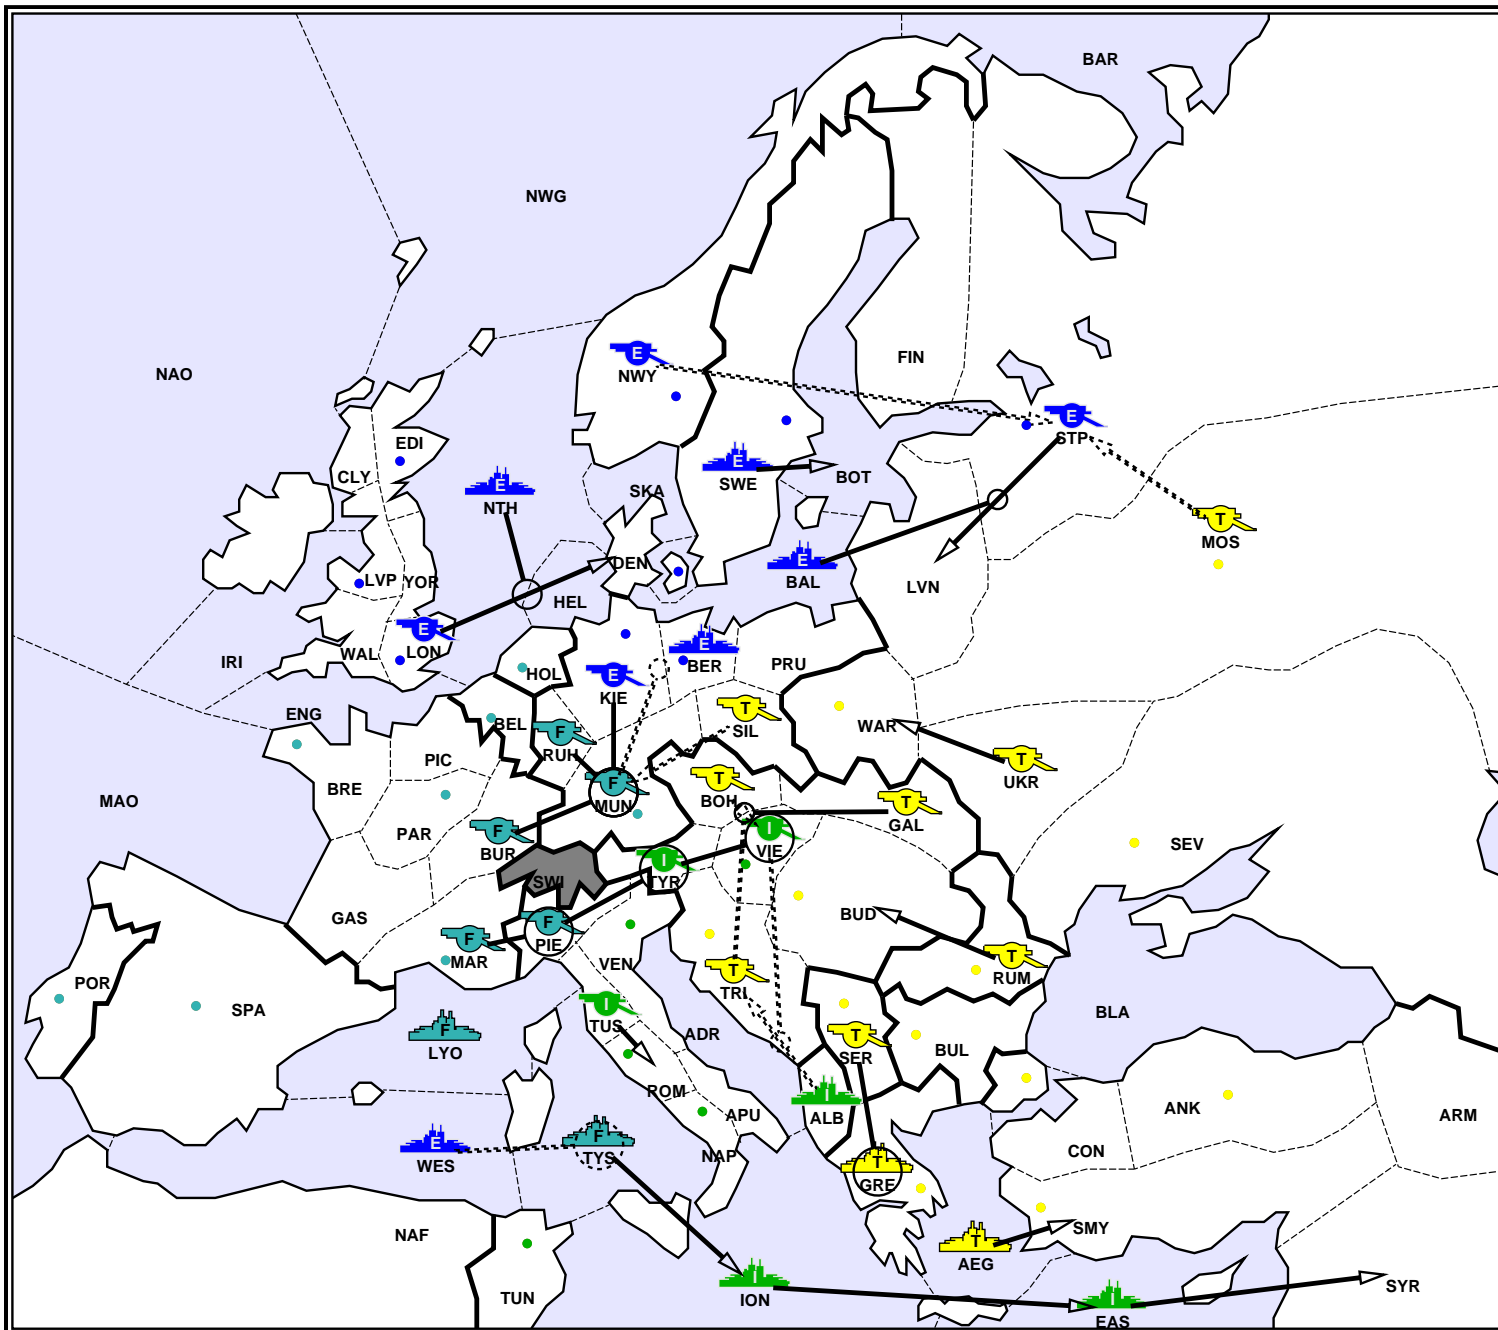 BAR
NWG
E
NWY
FIN
NAO
E
STP
EDI
E
SWE
BOT
CLY
E
NTH
SKA
T
MOS
DEN
E
BAL
LVP
YOR
HEL
LVN
E
LON
WAL
IRI
E
BER
PRU
HOL
E
KIE
ENG
BEL
T
SIL
WAR
F
RUH
PIC
T
UKR
BRE
T
BOH
F
MUN
MAO
T
GAL
PAR
F
BUR
I
VIE
SEV
I
TYR
SWI
GAS
BUD
F
PIE
F
MAR
VEN
T
RUM
POR
SPA
T
TRI
I
TUS
BLA
F
LYO
ADR
T
SER
BUL
ROM
I
ALB
APU
ANK
ARM
E
WES
F
TYS
NAP
CON
T
GRE
NAF
SMY
T
AEG
TUN
I
ION
I
EAS
SYR